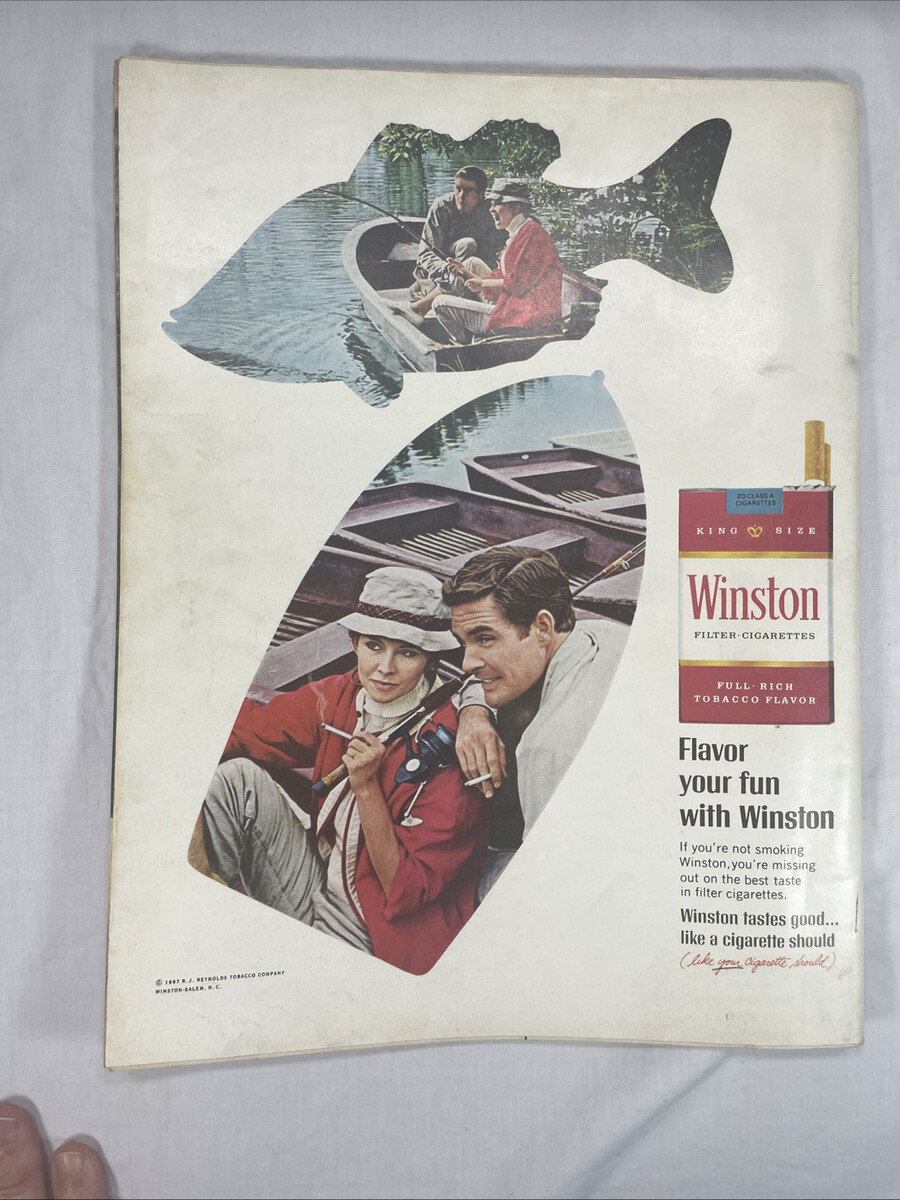 20 CLASS A
CIGARETTES
KING SIZE
Winston
FILTER·CIGARETTES
FULL·RICH
TOBACCO FLAVOR
Flavor
your fun
with Winston
If you're not smoking
Winston, you're missing
out on the best taste
in filter cigarettes.
Winston tastes good...
like a cigarette should
(like your cigarette should)
© 1967 R. J. REYNOLDS TOBACCO COMPANY
WINSTON-SALEM, N. C.